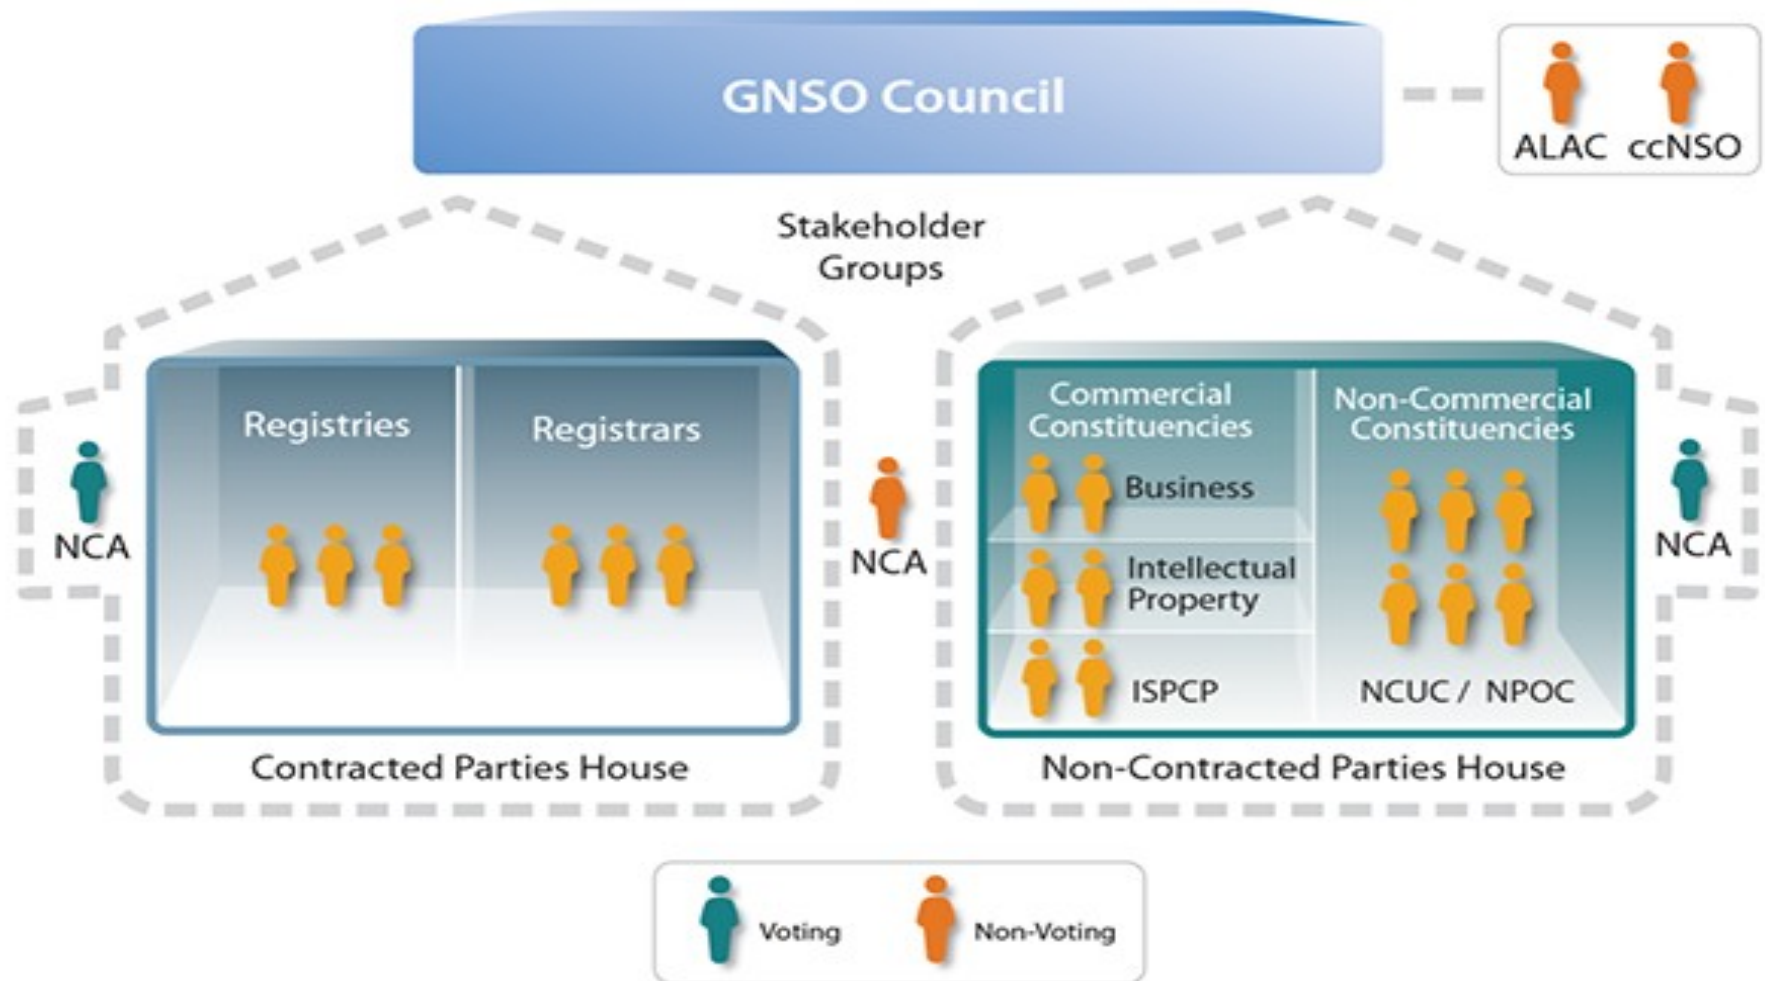 GNSO Council
ALAC ccNSO
Stakeholder
Groups
Registries
Registrars
NCA
Contracted Parties House
NCA
Commercial
Constituencies
Business
Intellectual
Property
ISPCP
Non-Commercial
Constituencies
NCUC / NPOC
NCA
Non-Contracted Parties House
Voting
Non-Voting